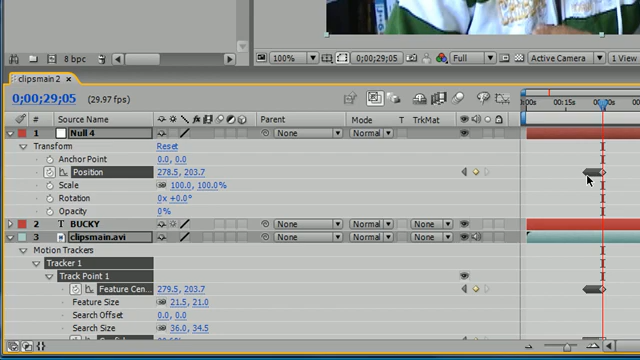 8 bpc
100%
0;00;29;05
Full
Active Camera
1 View
clipsmain 2 ×
0;00;29;05 (29.97 fps)
# Source Name Parent T Mode TrkMat
:00s 00:15s
1 Null 4 None Normal
Transform Reset
Anchor Point 0.0, 0.0
Position 278.5, 203.7
Scale 100.0, 100.0%
Rotation 0x +0.0°
Opacity 0%
2 T BUCKY None Normal None
3 clipsmain.avi None Normal None
Motion Trackers
Tracker 1
Track Point 1
Feature Cen... 279.5, 203.7
Feature Size 21.5, 21.0
Search Offset 0.0, 0.0
Search Size 36.0, 34.5